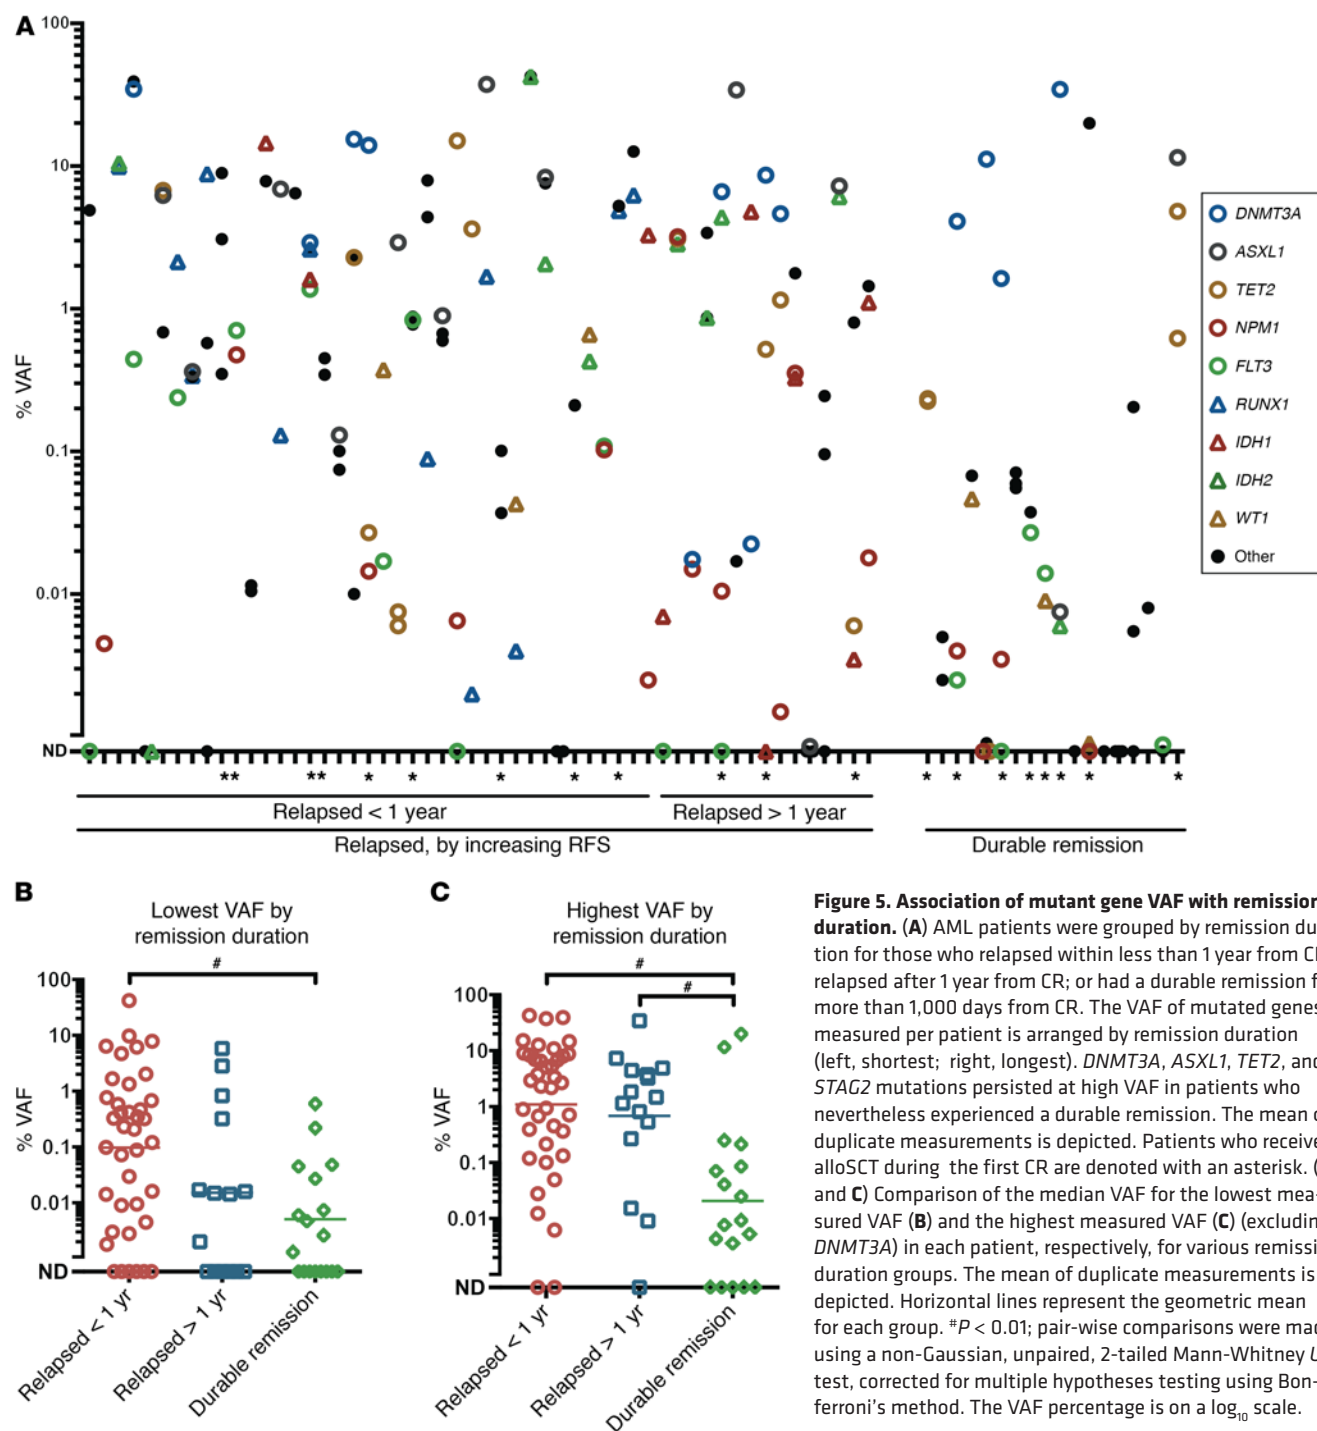 A
100
10
1
0.1
0.01
ND
% VAF
DNMT3A
ASXL1
TET2
NPM1
FLT3
RUNX1
IDH1
IDH2
WT1
Other
** ** * * * * * * * * * * * * * * * *
Relapsed < 1 year
Relapsed > 1 year
Relapsed, by increasing RFS
Durable remission
B
Lowest VAF by
remission duration
#
100
10
1
0.1
0.01
ND
% VAF
Relapsed < 1 yr
Relapsed > 1 yr
Durable remission
C
Highest VAF by
remission duration
#
#
100
10
1
0.1
0.01
ND
% VAF
Relapsed < 1 yr
Relapsed > 1 yr
Durable remission
Figure 5. Association of mutant gene VAF with remission
duration. (A) AML patients were grouped by remission du
tion for those who relapsed within less than 1 year from
relapsed after 1 year from CR; or had a durable remission
more than 1,000 days from CR. The VAF of mutated genes
measured per patient is arranged by remission duration
(left, shortest; right, longest). DNMT3A, ASXL1, TET2, and
STAG2 mutations persisted at high VAF in patients who
nevertheless experienced a durable remission. The mean
duplicate measurements is depicted. Patients who receive
alloSCT during the first CR are denoted with an asterisk. (
and C) Comparison of the median VAF for the lowest mea-
sured VAF (B) and the highest measured VAF (C) (excludin
DNMT3A) in each patient, respectively, for various remissi
duration groups. The mean of duplicate measurements is
depicted. Horizontal lines represent the geometric mean
for each group. #P < 0.01; pair-wise comparisons were ma
using a non-Gaussian, unpaired, 2-tailed Mann-Whitney
test, corrected for multiple hypotheses testing using Bon-
ferroni's method. The VAF percentage is on a log10 scale.